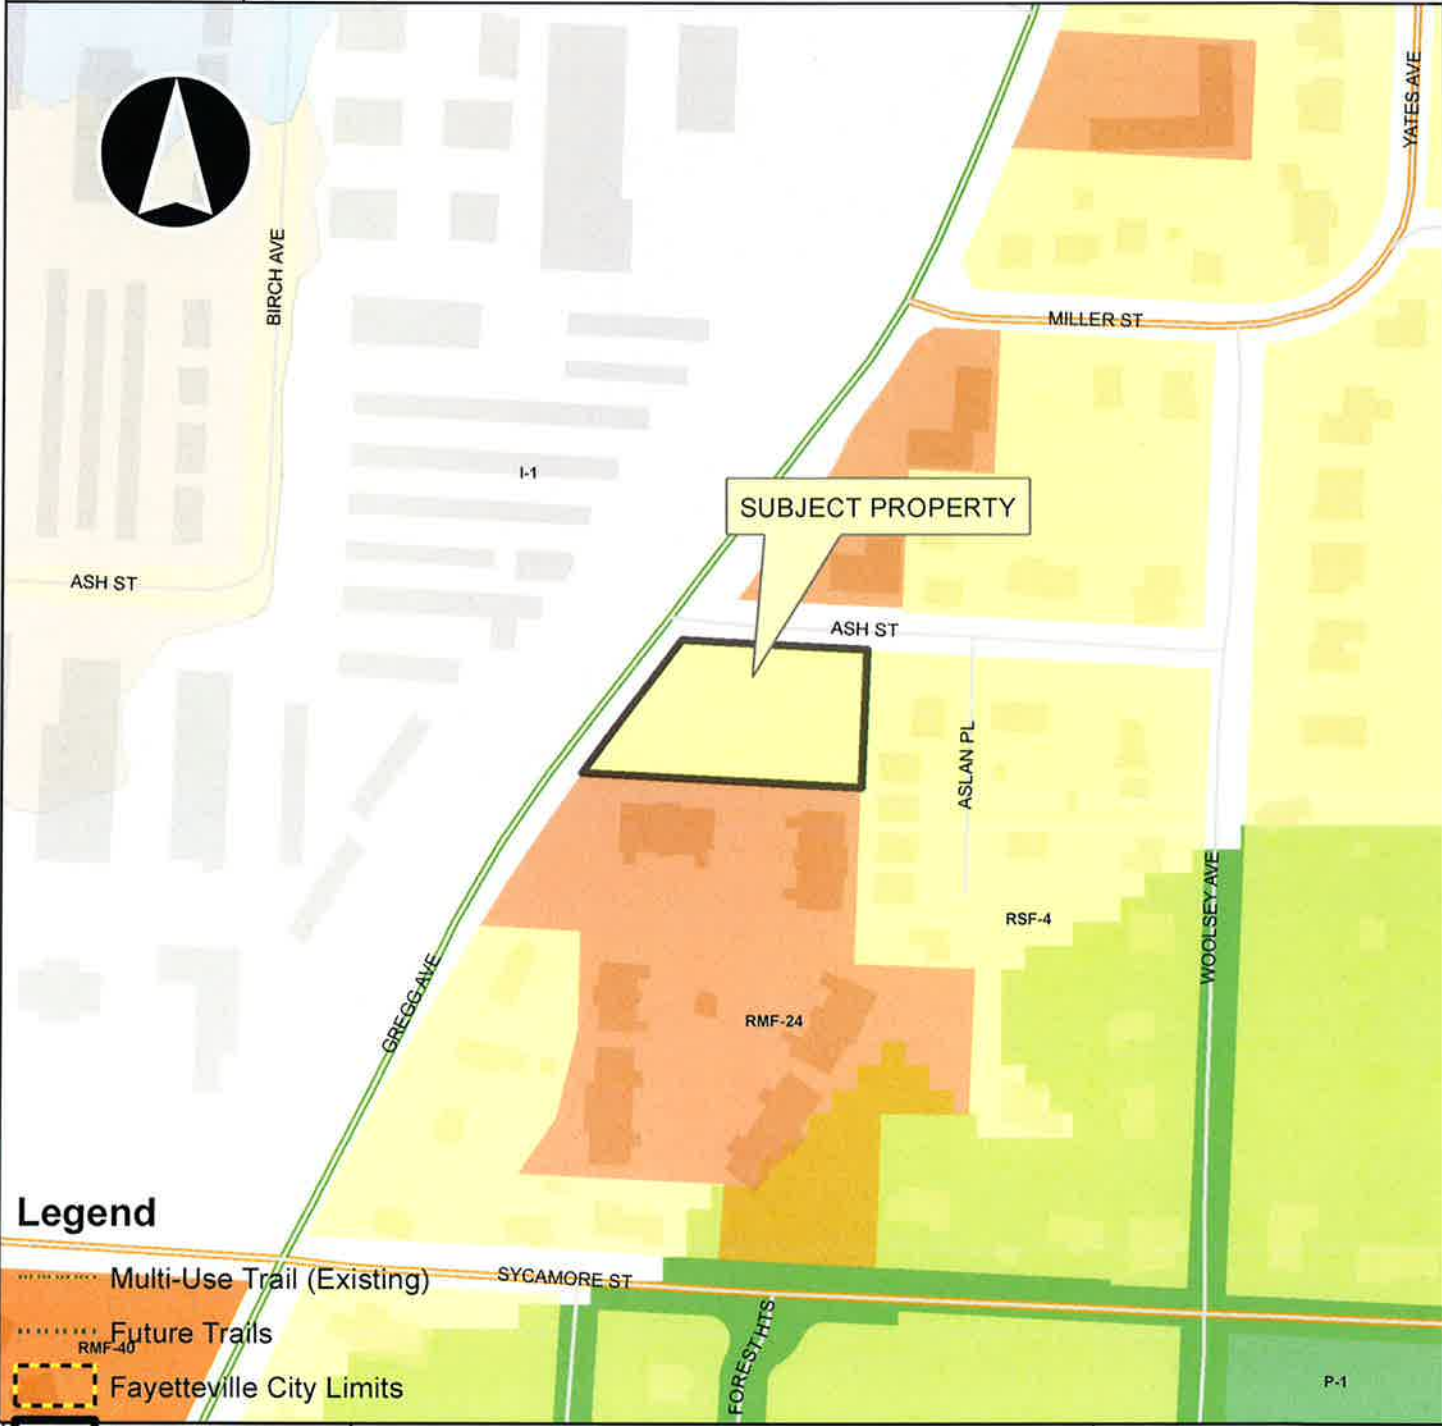 YATES AVE
BIRCH AVE
MILLER ST
I-1
SUBJECT PROPERTY
ASH ST
ASH ST
ASLAN PL
WOOLSEY AVE
RSF-4
GREGG AVE
RMF-24
Legend
Multi-Use Trail (Existing)
SYCAMORE ST
Future Trails
RMF-40
FOREST HTS
Fayetteville City Limits
P-1